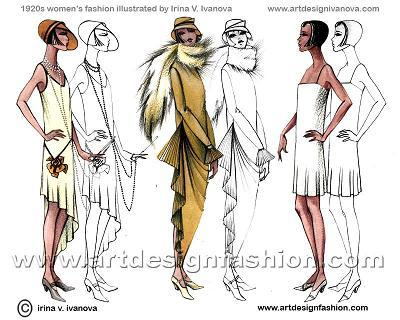 1920s women's fashion illustrated by Irina V. Ivanova www.artdesignivanova.com
www.artdesignfashion.com
© irina v. ivanova www.artdesignfashion.com